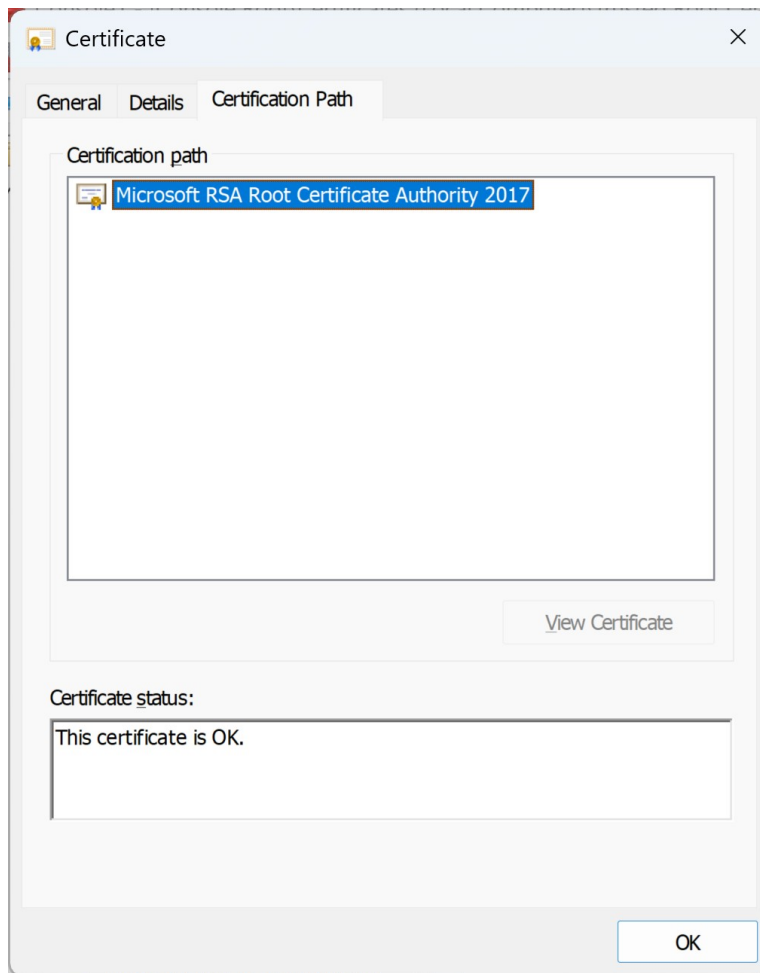 Certificate
General Details Certification Path
Certification path
Microsoft RSA Root Certificate Authority 2017
View Certificate
Certificate status:
This certificate is OK.
OK